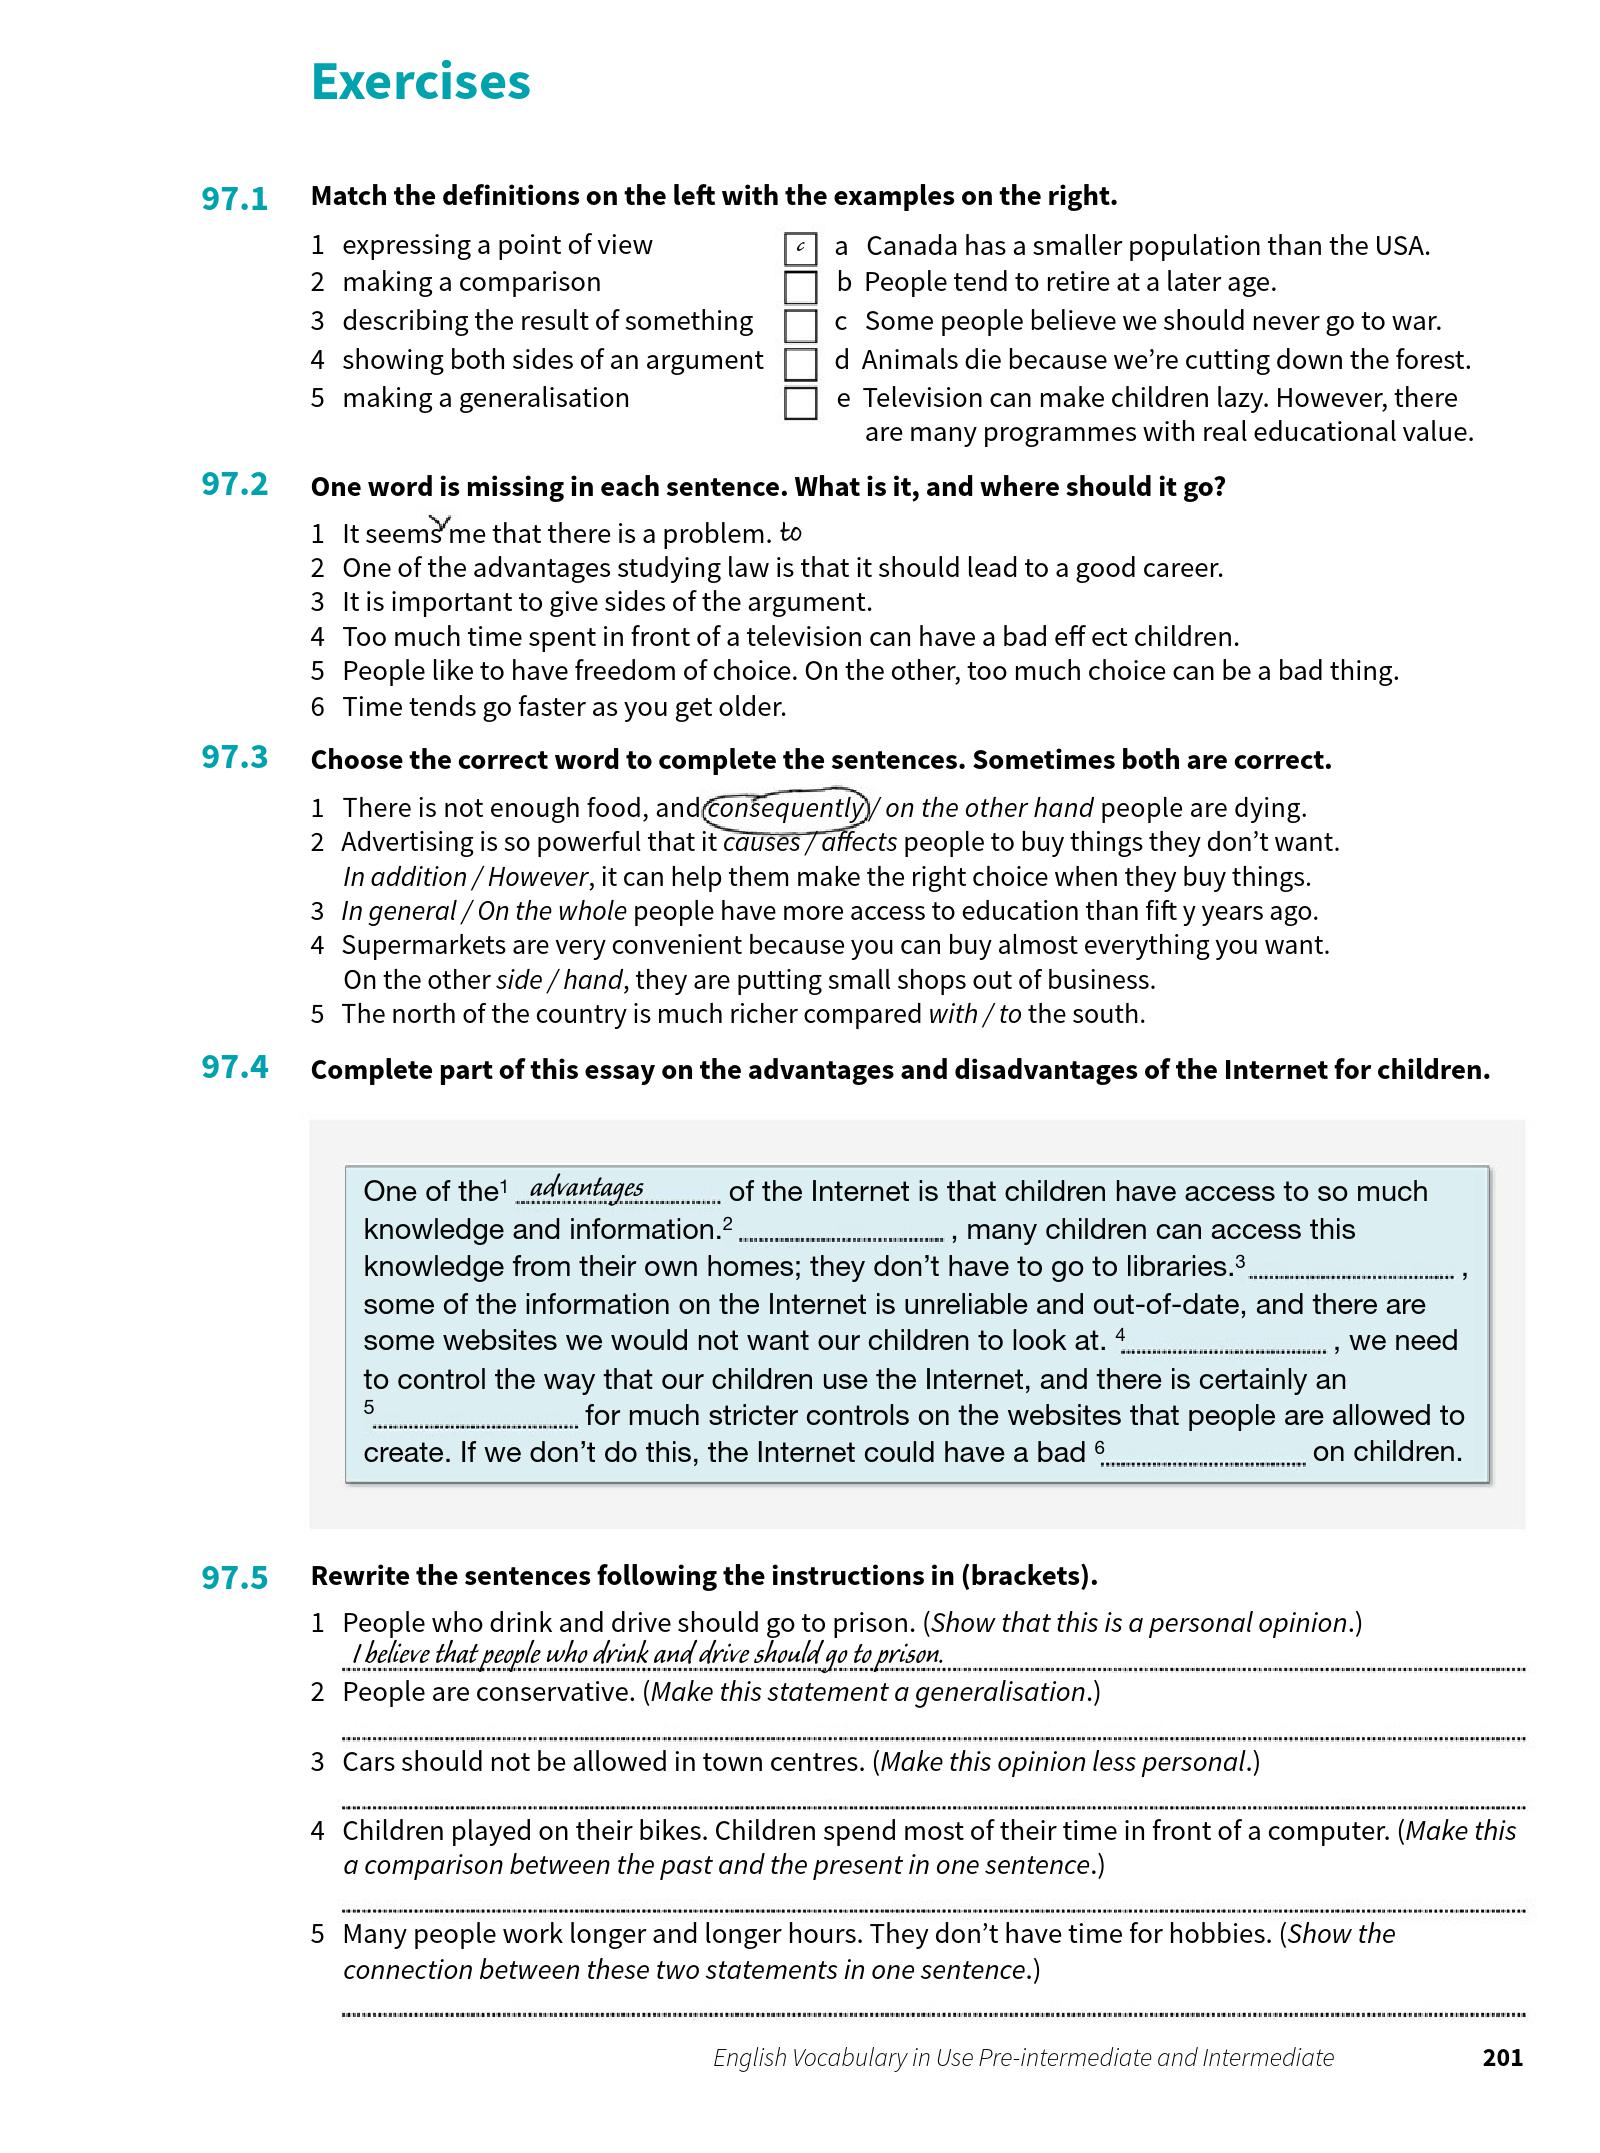 Exercises
97.1 Match the definitions on the left with the examples on the right.
1 expressing a point of view c a Canada has a smaller population than the USA.
2 making a comparison b People tend to retire at a later age.
3 describing the result of something c Some people believe we should never go to war.
4 showing both sides of an argument d Animals die because we’re cutting down the forest.
5 making a generalisation e Television can make children lazy. However, there
are many programmes with real educational value.
97.2 One word is missing in each sentence. What is it, and where should it go?
1 It seems me that there is a problem. to
2 One of the advantages studying law is that it should lead to a good career.
3 It is important to give sides of the argument.
4 Too much time spent in front of a television can have a bad eff ect children.
5 People like to have freedom of choice. On the other, too much choice can be a bad thing.
6 Time tends go faster as you get older.
97.3 Choose the correct word to complete the sentences. Sometimes both are correct.
1 There is not enough food, and consequently / on the other hand people are dying.
2 Advertising is so powerful that it causes / affects people to buy things they don’t want.
In addition / However, it can help them make the right choice when they buy things.
3 In general / On the whole people have more access to education than fift y years ago.
4 Supermarkets are very convenient because you can buy almost everything you want.
On the other side / hand, they are putting small shops out of business.
5 The north of the country is much richer compared with / to the south.
97.4 Complete part of this essay on the advantages and disadvantages of the Internet for children.
One of the¹ advantages of the Internet is that children have access to so much
knowledge and information.² , many children can access this
knowledge from their own homes; they don’t have to go to libraries.³ ,
some of the information on the Internet is unreliable and out-of-date, and there are
some websites we would not want our children to look at. ⁴ , we need
to control the way that our children use the Internet, and there is certainly an
⁵ for much stricter controls on the websites that people are allowed to
create. If we don’t do this, the Internet could have a bad ⁶ on children.
97.5 Rewrite the sentences following the instructions in (brackets).
1 People who drink and drive should go to prison. (Show that this is a personal opinion.)
I believe that people who drink and drive should go to prison.
2 People are conservative. (Make this statement a generalisation.)
3 Cars should not be allowed in town centres. (Make this opinion less personal.)
4 Children played on their bikes. Children spend most of their time in front of a computer. (Make this
a comparison between the past and the present in one sentence.)
5 Many people work longer and longer hours. They don’t have time for hobbies. (Show the
connection between these two statements in one sentence.)
English Vocabulary in Use Pre-intermediate and Intermediate 201